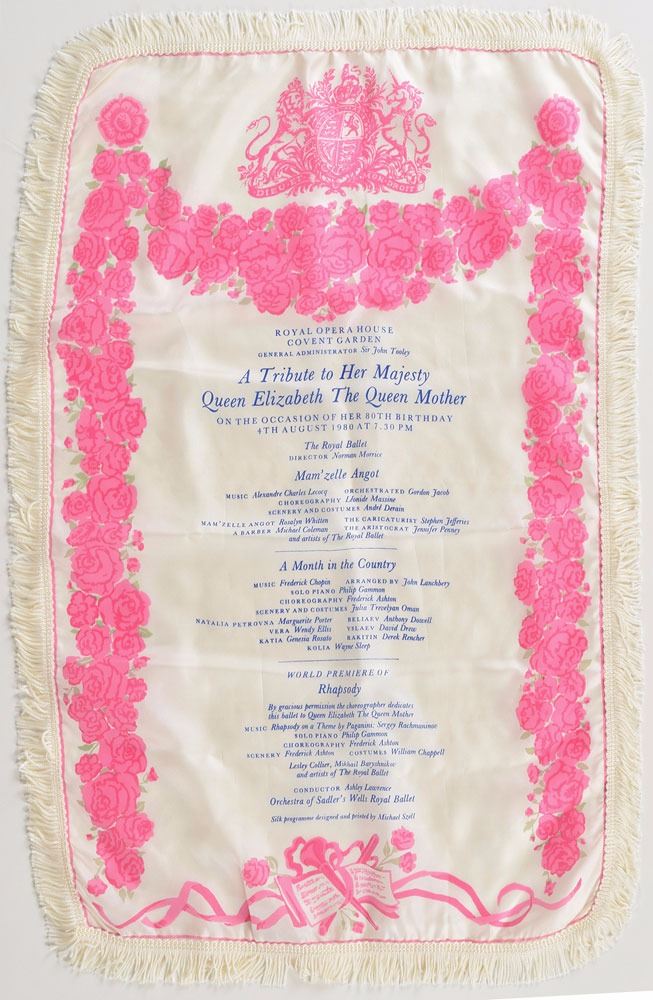 DIEU ET MON DROIT
ROYAL OPERA HOUSE
COVENT GARDEN
GENERAL ADMINISTRATOR Sir John Tooley
A Tribute to Her Majesty
Queen Elizabeth The Queen Mother
ON THE OCCASION OF HER 80TH BIRTHDAY
4TH AUGUST 1980 AT 7.30 PM
The Royal Ballet
DIRECTOR Norman Morrice
Mam'zelle Angot
MUSIC Alexandre Charles Lecocq ORCHESTRATED Gordon Jacob
CHOREOGRAPHY Léonide Massine
SCENERY AND COSTUMES André Derain
MAM'ZELLE ANGOT Rosalyn Whitten THE CARICATURIST Stephen Jefferies
A BARBER Michael Coleman THE ARISTOCRAT Jennifer Penney
and artists of The Royal Ballet
A Month in the Country
MUSIC Frederick Chopin ARRANGED BY John Lanchbery
SOLO PIANO Philip Gammon
CHOREOGRAPHY Frederick Ashton
SCENERY AND COSTUMES Julia Trevelyan Oman
NATALIA PETROVNA Marguerite Porter BELIAEV Anthony Dowell
VERA Wendy Ellis YSLAEV David Drew
KATIA Genesia Rosato RAKITIN Derek Rencher
KOLIA Wayne Sleep
WORLD PREMIERE OF
Rhapsody
By gracious permission the choreographer dedicates
this ballet to Queen Elizabeth The Queen Mother
MUSIC Rhapsody on a Theme by Paganini: Sergey Rachmaninov
SOLO PIANO Philip Gammon
CHOREOGRAPHY Frederick Ashton
SCENERY Frederick Ashton COSTUMES William Chappell
Lesley Collier, Mikhail Baryshnikov
and artists of The Royal Ballet
CONDUCTOR Ashley Lawrence
Orchestra of Sadler's Wells Royal Ballet
Silk programme designed and printed by Michael Szell